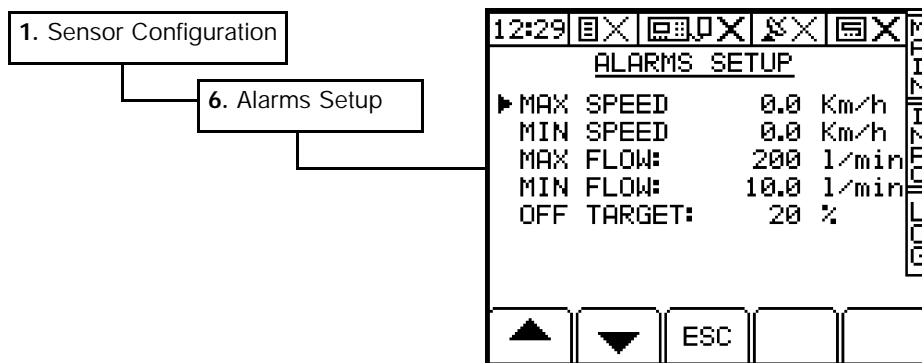 1. Sensor Configuration
6. Alarms Setup
12:29
ALARMS SETUP
MAX SPEED 0.0 Km/h
MIN SPEED 0.0 Km/h
MAX FLOW: 200 l/min
MIN FLOW: 10.0 l/min
OFF TARGET: 20 %
ESC